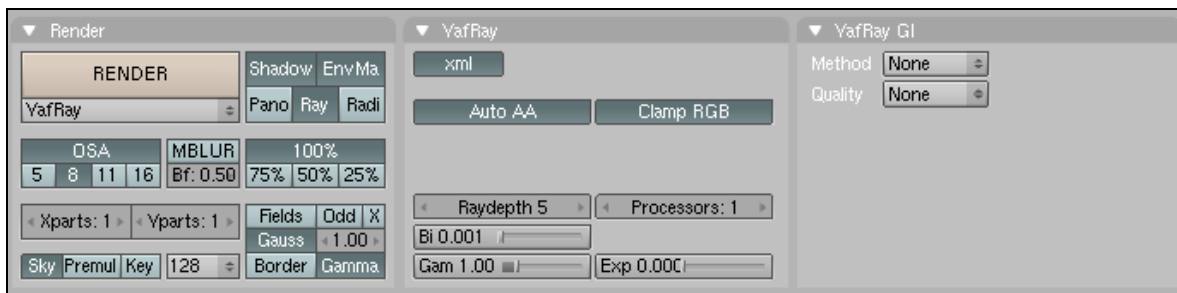 Render
RENDER
YafRay
Shadow EnvMa
Pano Ray Radi
OSA
5 8 11 16
MBLUR
Bf: 0.50
100%
75% 50% 25%
Xparts: 1 Yparts: 1
Fields Odd X
Gauss 1.00
Sky Premul Key 128
Border Gamma
YafRay
xml
Auto AA Clamp RGB
Raydepth 5 Processors: 1
Bi 0.001
Gam 1.00 Exp 0.000
YafRay GI
Method None
Quality None